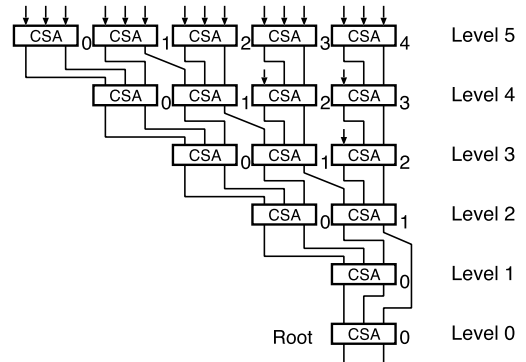 CSA 0 CSA 1 CSA 2 CSA 3 CSA 4 Level 5
CSA 0 CSA 1 CSA 2 CSA 3 Level 4
CSA 0 CSA 1 CSA 2 Level 3
CSA 0 CSA 1 Level 2
CSA 0 Level 1
Root CSA 0 Level 0